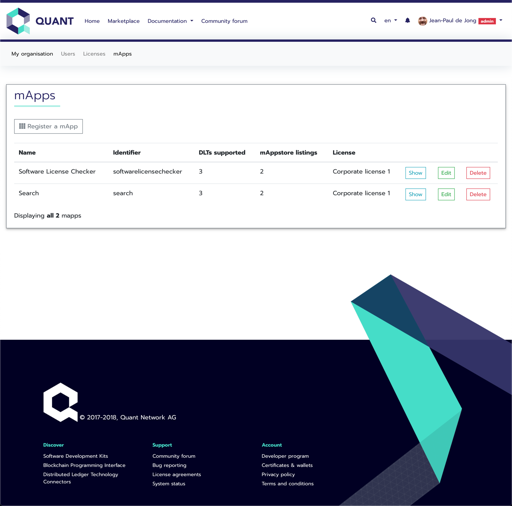 QUANT Home Marketplace Documentation Community forum en Jean-Paul de Jong admin
My organisation Users Licenses mApps
mApps
Register a mApp
Name Identifier DLTs supported mAppstore listings License
Software License Checker softwarelicensechecker 3 2 Corporate license 1 Show Edit Delete
Search search 3 2 Corporate license 1 Show Edit Delete
Displaying all 2 mapps
© 2017-2018, Quant Network AG
Discover Support Account
Software Development Kits Community forum Developer program
Blockchain Programming Interface Bug reporting Certificates & wallets
Distributed Ledger Technology License agreements Privacy policy
Connectors System status Terms and conditions